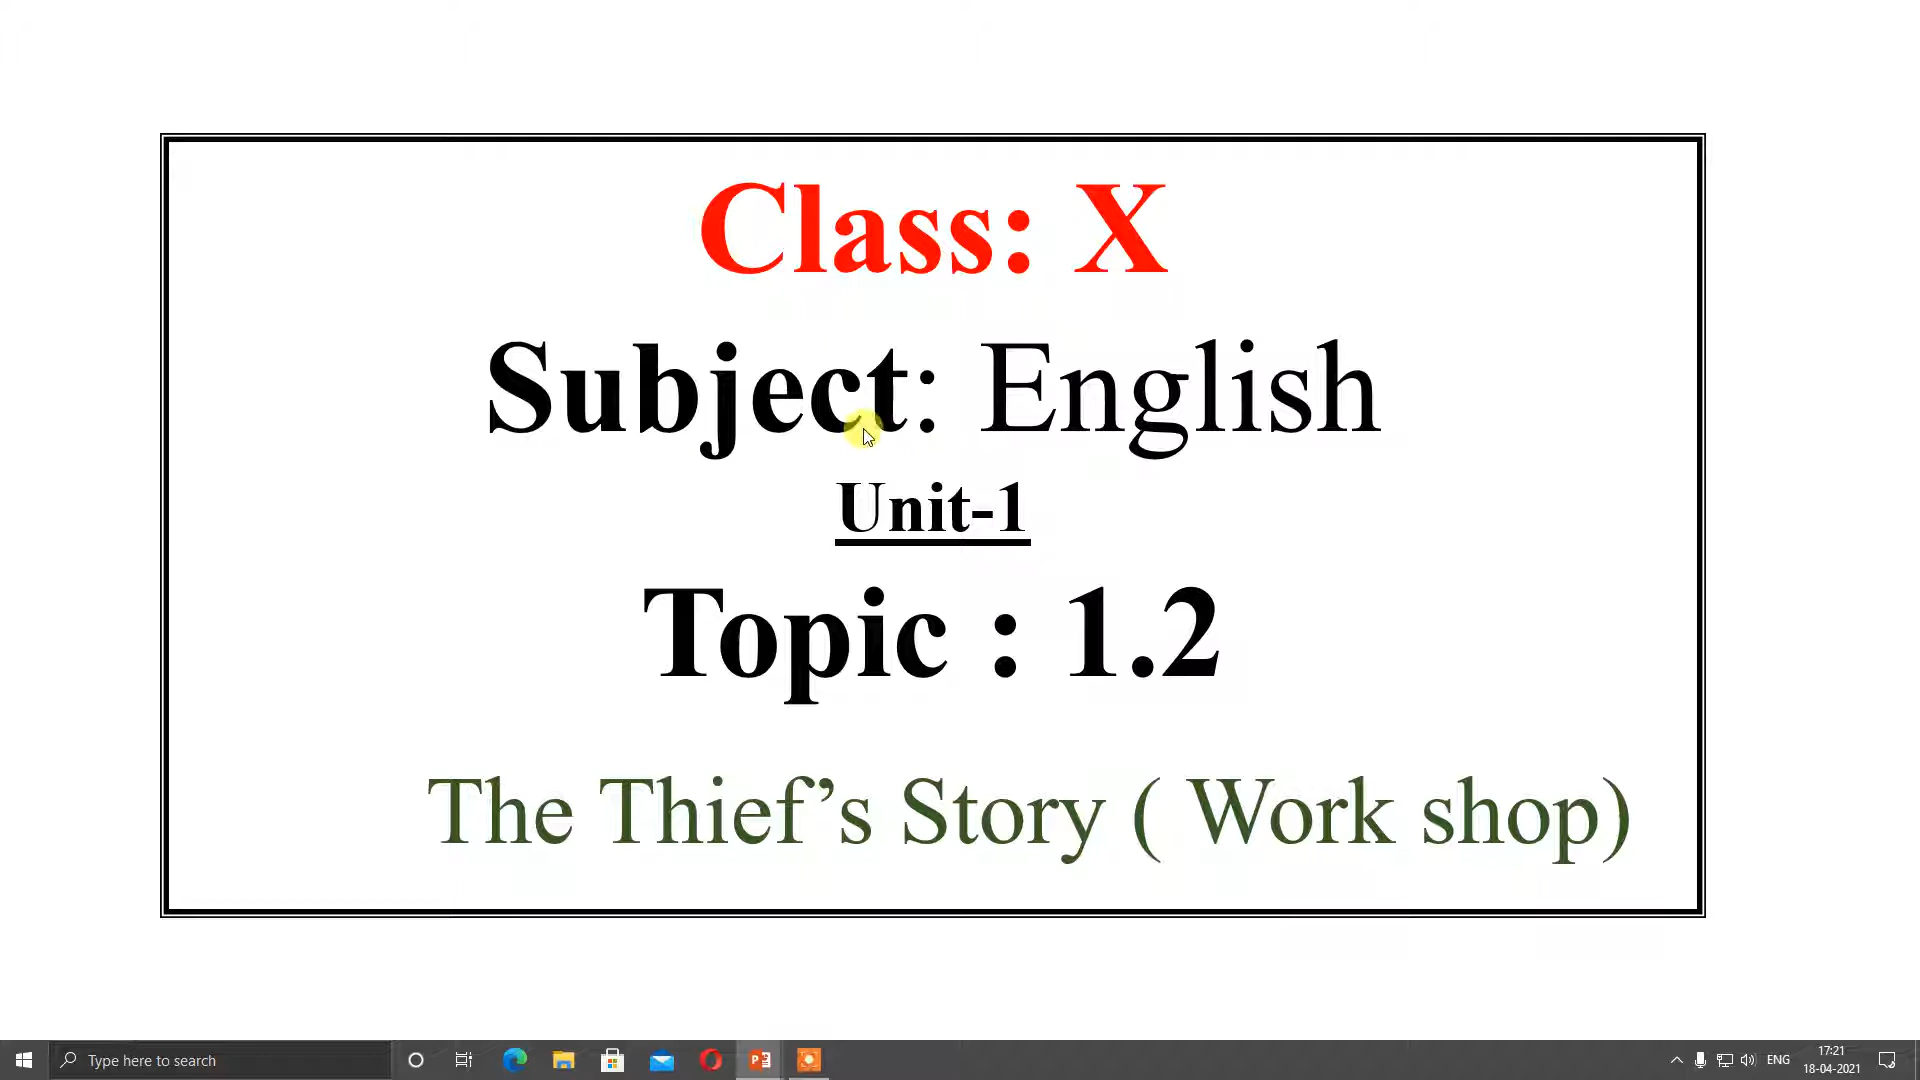 Class: X
Subject: English
Unit-1
Topic : 1.2
The Thief’s Story ( Work shop)
Type here to search
ENG
17:21
18-04-2021